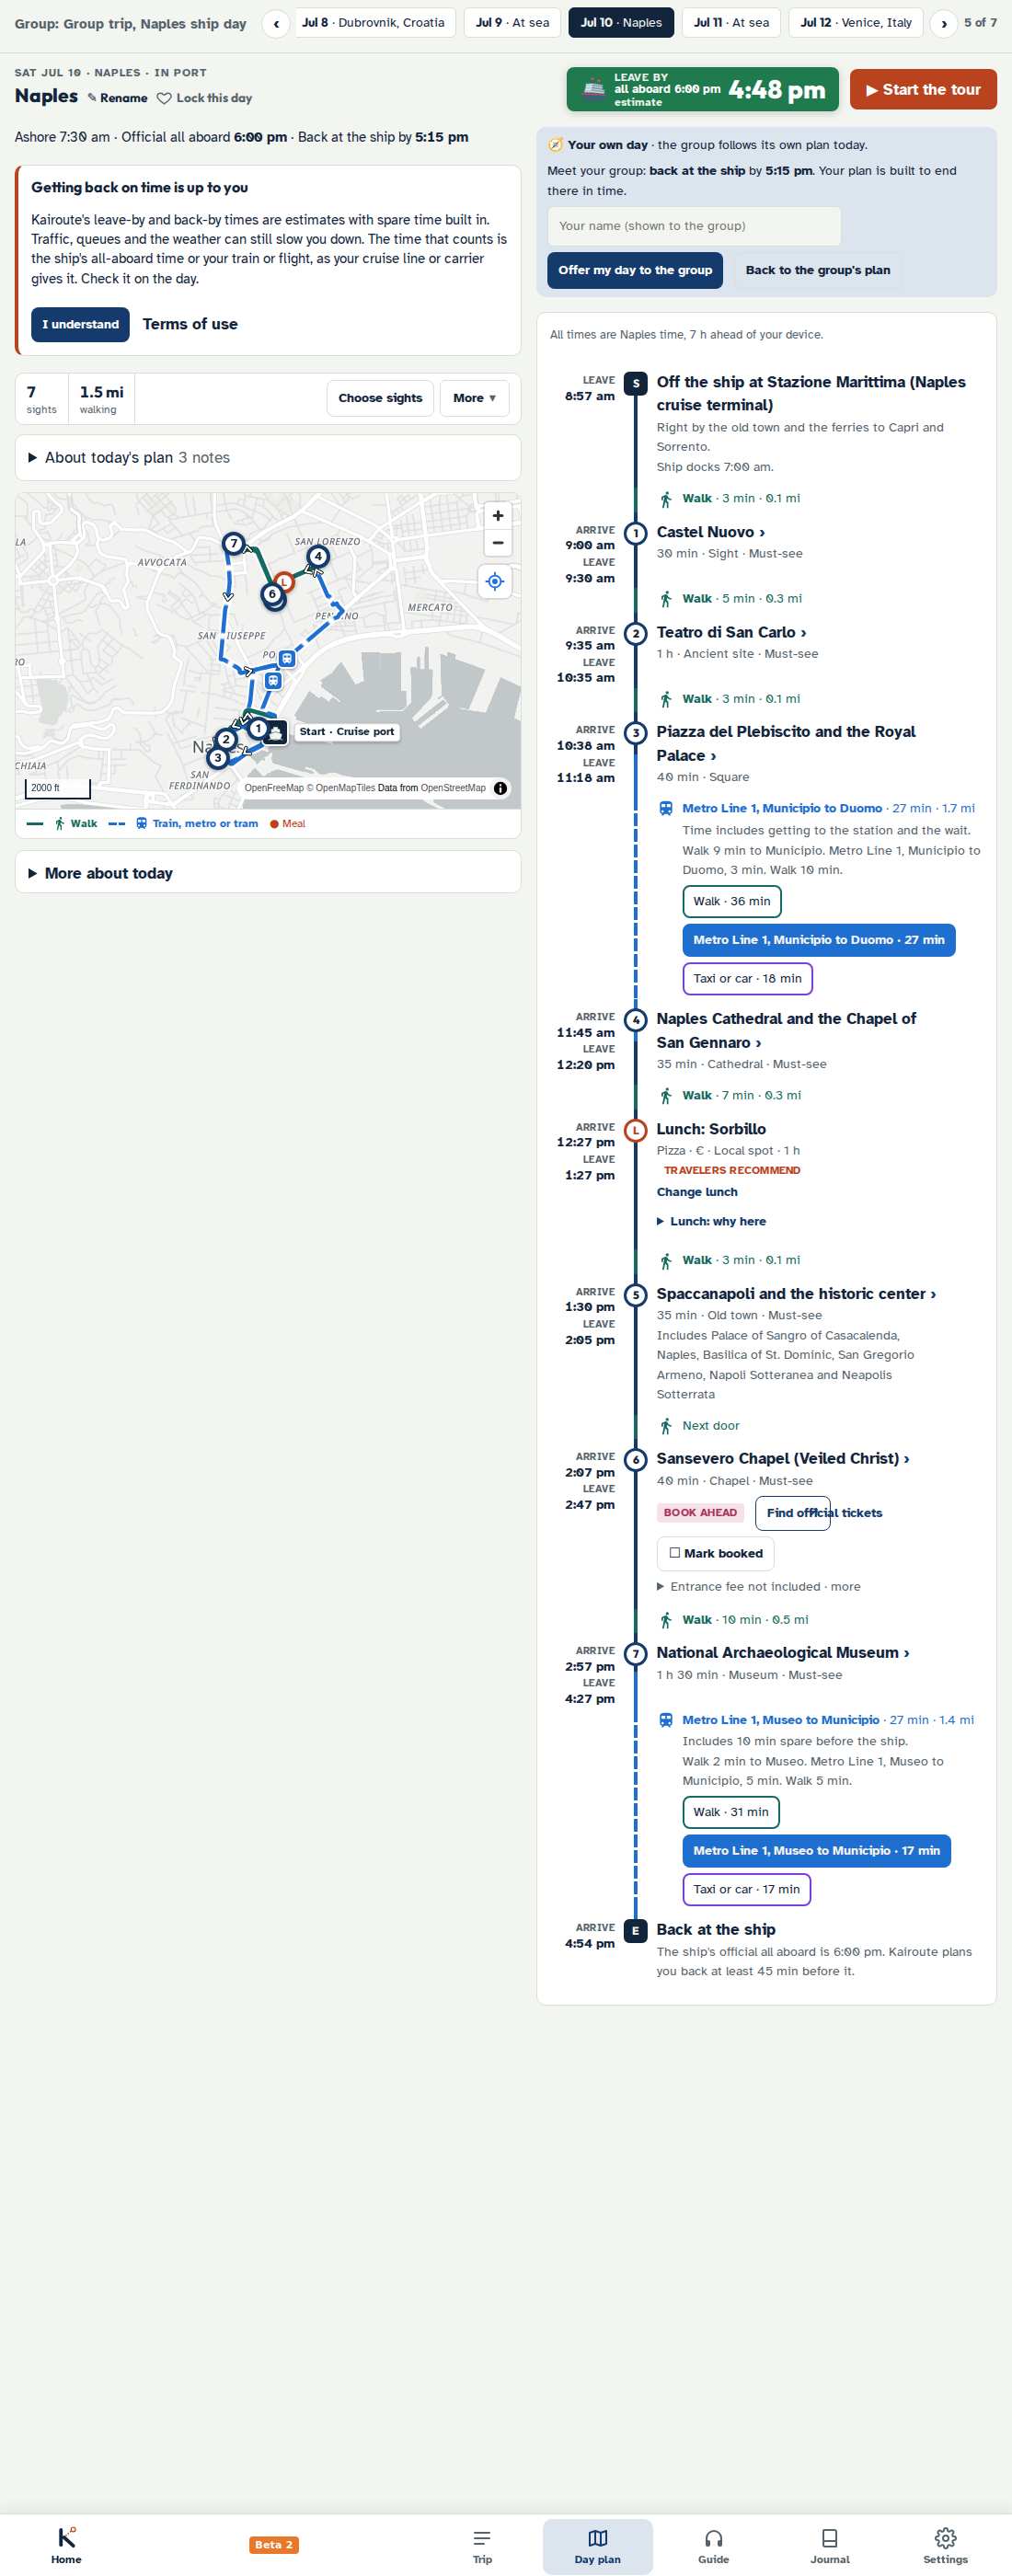 Group: Group trip, Naples ship day
‹
Jul 8 · Dubrovnik, Croatia
Jul 9 · At sea
Jul 10 · Naples
Jul 11 · At sea
Jul 12 · Venice, Italy
›
5 of 7
SAT JUL 10 · NAPLES · IN PORT
Naples ✎ Rename ♡ Lock this day
LEAVE BY
all aboard 6:00 pm
estimate
4:48 pm
▶ Start the tour
Ashore 7:30 am · Official all aboard 6:00 pm · Back at the ship by 5:15 pm
Getting back on time is up to you
Kairoute's leave-by and back-by times are estimates with spare time built in.
Traffic, queues and the weather can still slow you down. The time that counts is
the ship's all-aboard time or your train or flight, as your cruise line or carrier
gives it. Check it on the day.
I understand
Terms of use
7
sights
1.5 mi
walking
Choose sights
More ▼
▶ About today's plan 3 notes
LA
AVVOCATA
SAN LORENZO
7
4
L
6
MERCATO
SAN
USEPPE
PO
+
−
1
2
3
Start · Cruise port
CHIAIA
SAN
FERDINANDO
2000 ft
OpenFreeMap © OpenMapTiles Data from OpenStreetMap
Walk
Train, metro or tram
Meal
▶ More about today
Your own day · the group follows its own plan today.
Meet your group: back at the ship by 5:15 pm. Your plan is built to end
there in time.
Your name (shown to the group)
Offer my day to the group
Back to the group's plan
All times are Naples time, 7 h ahead of your device.
LEAVE
8:57 am
S
Off the ship at Stazione Marittima (Naples
cruise terminal)
Right by the old town and the ferries to Capri and
Sorrento.
Ship docks 7:00 am.
Walk · 3 min · 0.1 mi
ARRIVE
9:00 am
LEAVE
9:30 am
1
Castel Nuovo ›
30 min · Sight · Must-see
Walk · 5 min · 0.3 mi
ARRIVE
9:35 am
LEAVE
10:35 am
2
Teatro di San Carlo ›
1 h · Ancient site · Must-see
Walk · 3 min · 0.1 mi
ARRIVE
10:38 am
LEAVE
11:18 am
3
Piazza del Plebiscito and the Royal
Palace ›
40 min · Square
Metro Line 1, Municipio to Duomo · 27 min · 1.7 mi
Time includes getting to the station and the wait.
Walk 9 min to Municipio. Metro Line 1, Municipio to
Duomo, 3 min. Walk 10 min.
Walk · 36 min
Metro Line 1, Municipio to Duomo · 27 min
Taxi or car · 18 min
ARRIVE
11:45 am
LEAVE
12:20 pm
4
Naples Cathedral and the Chapel of
San Gennaro ›
35 min · Cathedral · Must-see
Walk · 7 min · 0.3 mi
ARRIVE
12:27 pm
LEAVE
1:27 pm
L
Lunch: Sorbillo
Pizza · € · Local spot · 1 h
TRAVELERS RECOMMEND
Change lunch
▶ Lunch: why here
Walk · 3 min · 0.1 mi
ARRIVE
1:30 pm
LEAVE
2:05 pm
5
Spaccanapoli and the historic center ›
35 min · Old town · Must-see
Includes Palace of Sangro of Casacalenda,
Naples, Basilica of St. Dominic, San Gregorio
Armeno, Napoli Sotteranea and Neapolis
Sotterrata
Next door
ARRIVE
2:07 pm
LEAVE
2:47 pm
6
Sansevero Chapel (Veiled Christ) ›
40 min · Chapel · Must-see
BOOK AHEAD
Find official tickets
☐ Mark booked
▶ Entrance fee not included · more
Walk · 10 min · 0.5 mi
ARRIVE
2:57 pm
LEAVE
4:27 pm
7
National Archaeological Museum ›
1 h 30 min · Museum · Must-see
Metro Line 1, Museo to Municipio · 27 min · 1.4 mi
Includes 10 min spare before the ship.
Walk 2 min to Museo. Metro Line 1, Museo to
Municipio, 5 min. Walk 5 min.
Walk · 31 min
Metro Line 1, Museo to Municipio · 17 min
Taxi or car · 17 min
ARRIVE
4:54 pm
E
Back at the ship
The ship's official all aboard is 6:00 pm. Kairoute plans
you back at least 45 min before it.
Home
Beta 2
Trip
Day plan
Guide
Journal
Settings